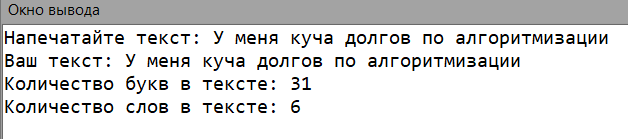 Окно вывода
Напечатайте текст: У меня куча долгов по алгоритмизации
Ваш текст: У меня куча долгов по алгоритмизации
Количество букв в тексте: 31
Количество слов в тексте: 6